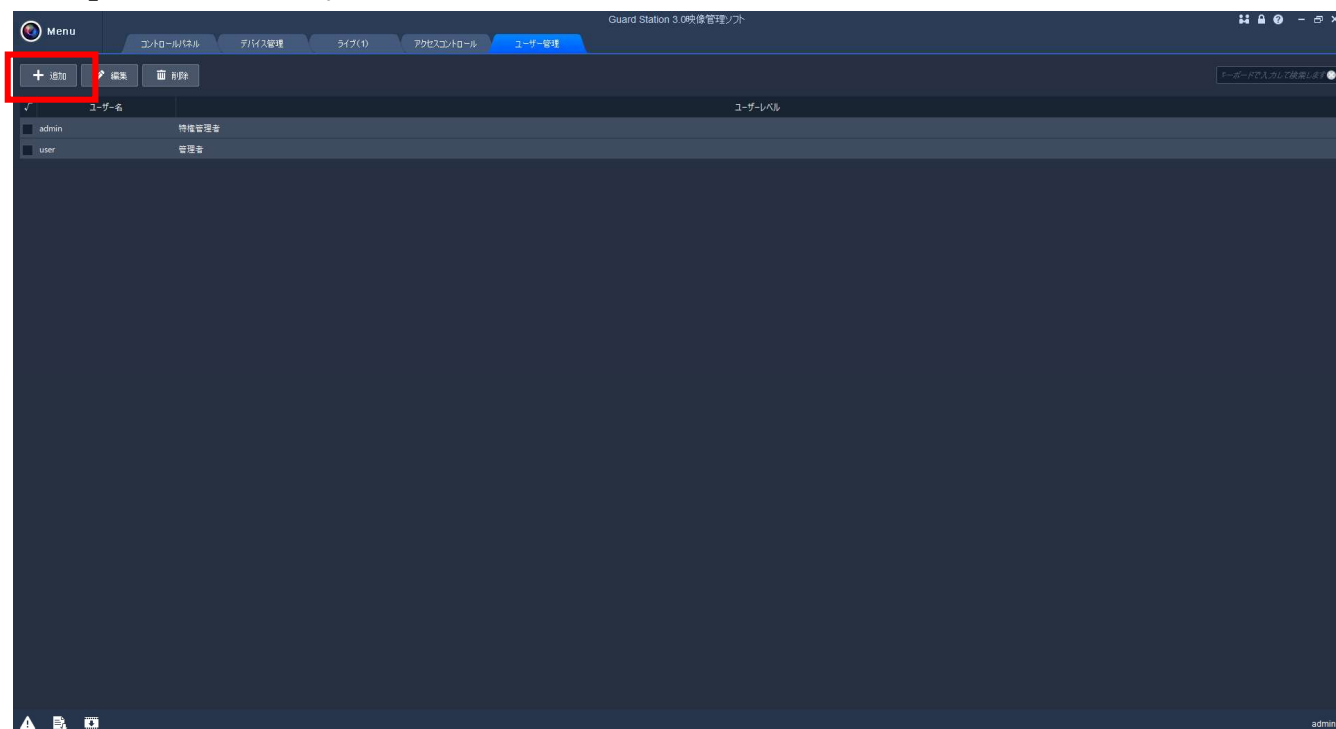 Guard Station 3.0映像管理ソフト
Menu
コントロールパネル デバイス管理 ライブ(1) アクセスコントロール ユーザー管理
追加 編集 削除 キーボードで入力して検索します
√ ユーザー名 ユーザーレベル
admin 特権管理者
user 管理者
admin